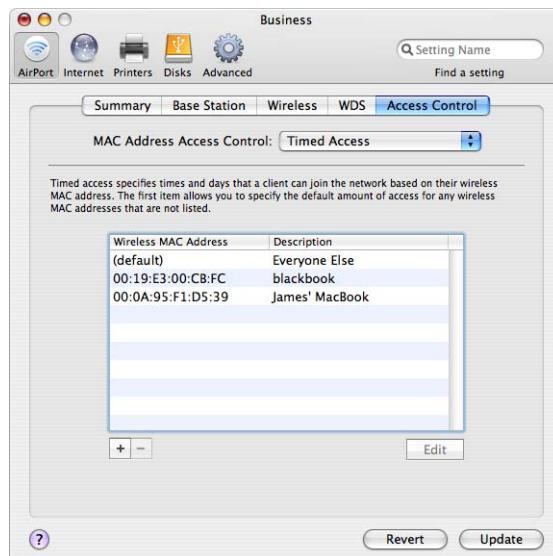 Business
Setting Name
AirPort Internet Printers Disks Advanced
Find a setting
Summary Base Station Wireless WDS Access Control
MAC Address Access Control: Timed Access
Timed access specifies times and days that a client can join the network based on their wireless
MAC address. The first item allows you to specify the default amount of access for any wireless
MAC addresses that are not listed.
Wireless MAC Address Description
(default) Everyone Else
00:19:E3:00:CB:FC blackbook
00:0A:95:F1:D5:39 James' MacBook
+ − Edit
? Revert Update